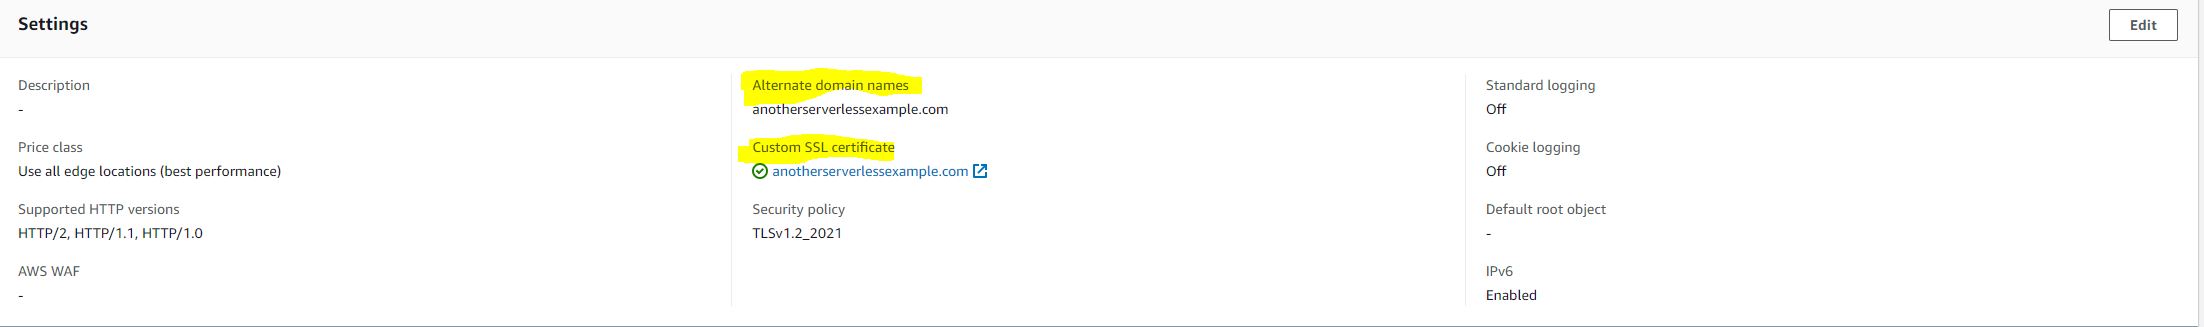 Settings
Edit
Description
-
Price class
Use all edge locations (best performance)
Supported HTTP versions
HTTP/2, HTTP/1.1, HTTP/1.0
AWS WAF
-
Alternate domain names
anotherserverlessexample.com
Custom SSL certificate
anotherserverlessexample.com
Security policy
TLSv1.2_2021
Standard logging
Off
Cookie logging
Off
Default root object
-
IPv6
Enabled